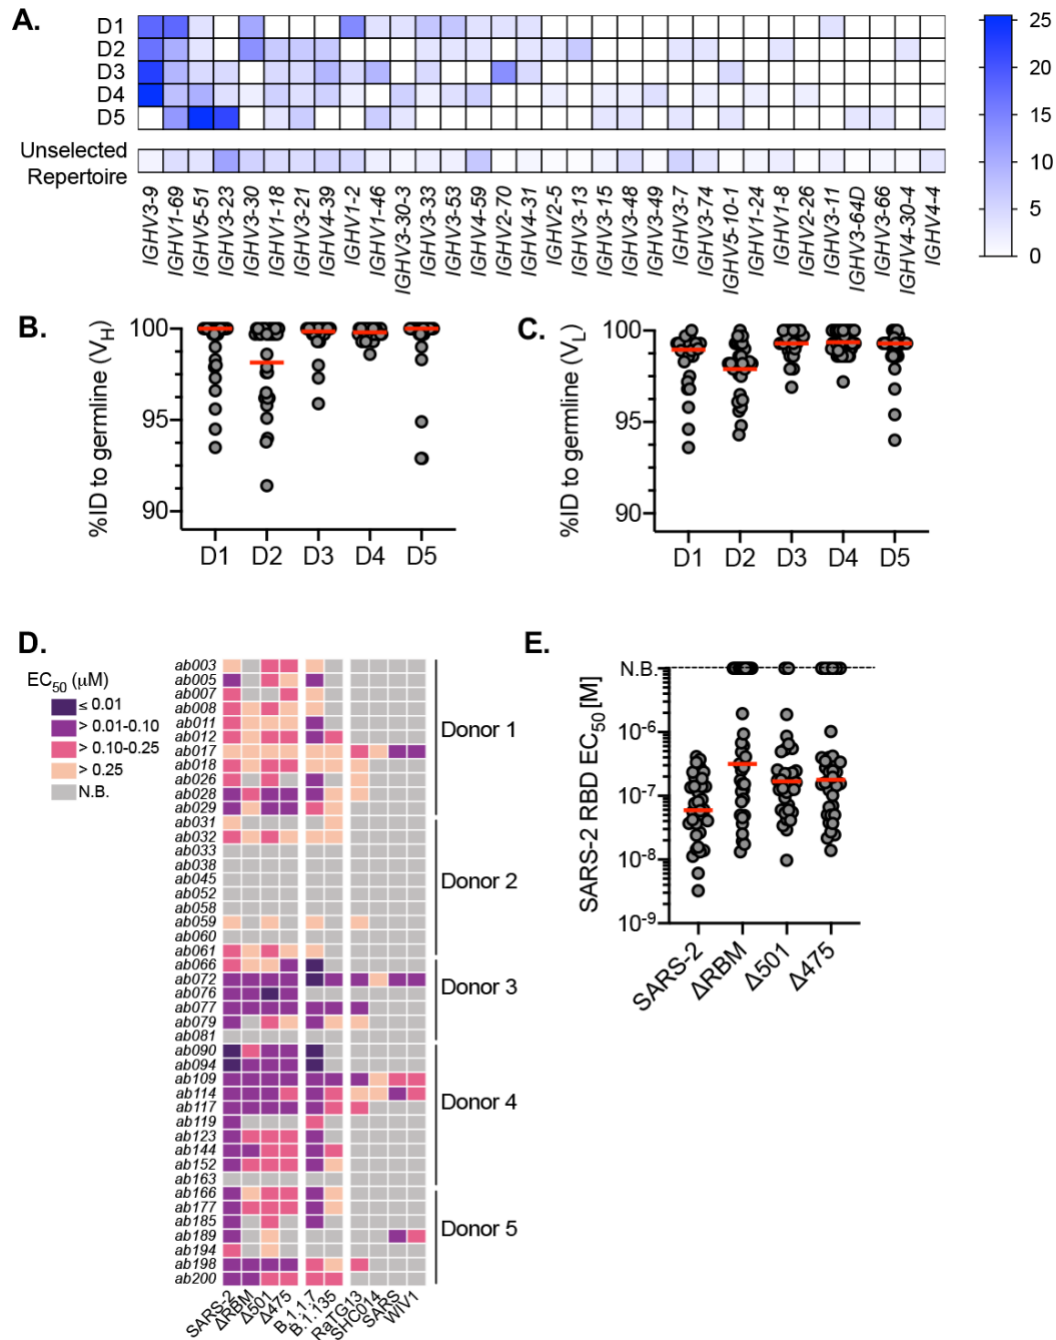 A.
D1
D2
D3
D4
D5
Unselected
Repertoire
25
20
15
10
5
0
IGHV3-9
IGHV1-69
IGHV5-51
IGHV3-23
IGHV3-30
IGHV1-18
IGHV3-21
IGHV4-39
IGHV1-2
IGHV1-46
IGHV3-30-3
IGHV3-33
IGHV3-53
IGHV4-59
IGHV2-70
IGHV4-31
IGHV2-5
IGHV3-13
IGHV3-15
IGHV3-48
IGHV3-49
IGHV3-7
IGHV3-74
IGHV5-10-1
IGHV1-24
IGHV1-8
IGHV2-26
IGHV3-11
IGHV3-64D
IGHV3-66
IGHV4-30-4
IGHV4-4
B.
%ID to germline (VH)
100
95
90
D1 D2 D3 D4 D5
C.
%ID to germline (VL)
100
95
90
D1 D2 D3 D4 D5
D.
EC50 (μM)
≤ 0.01
> 0.01-0.10
> 0.10-0.25
> 0.25
N.B.
ab003
ab005
ab007
ab008
ab011
ab012
ab017
ab018
ab026
ab028
ab029
ab031
ab032
ab033
ab038
ab045
ab052
ab058
ab059
ab060
ab061
ab066
ab072
ab076
ab077
ab079
ab081
ab090
ab094
ab109
ab114
ab117
ab119
ab123
ab144
ab152
ab163
ab166
ab177
ab185
ab189
ab194
ab198
ab200
Donor 1
Donor 2
Donor 3
Donor 4
Donor 5
SARS-2
ΔRBM
Δ501
Δ475
B.1.1.7
B.1.135
RaTG13
SHC014
SARS
WIV1
E.
SARS-2 RBD EC50 [M]
N.B.
10-6
10-7
10-8
10-9
SARS-2
ΔRBM
Δ501
Δ475